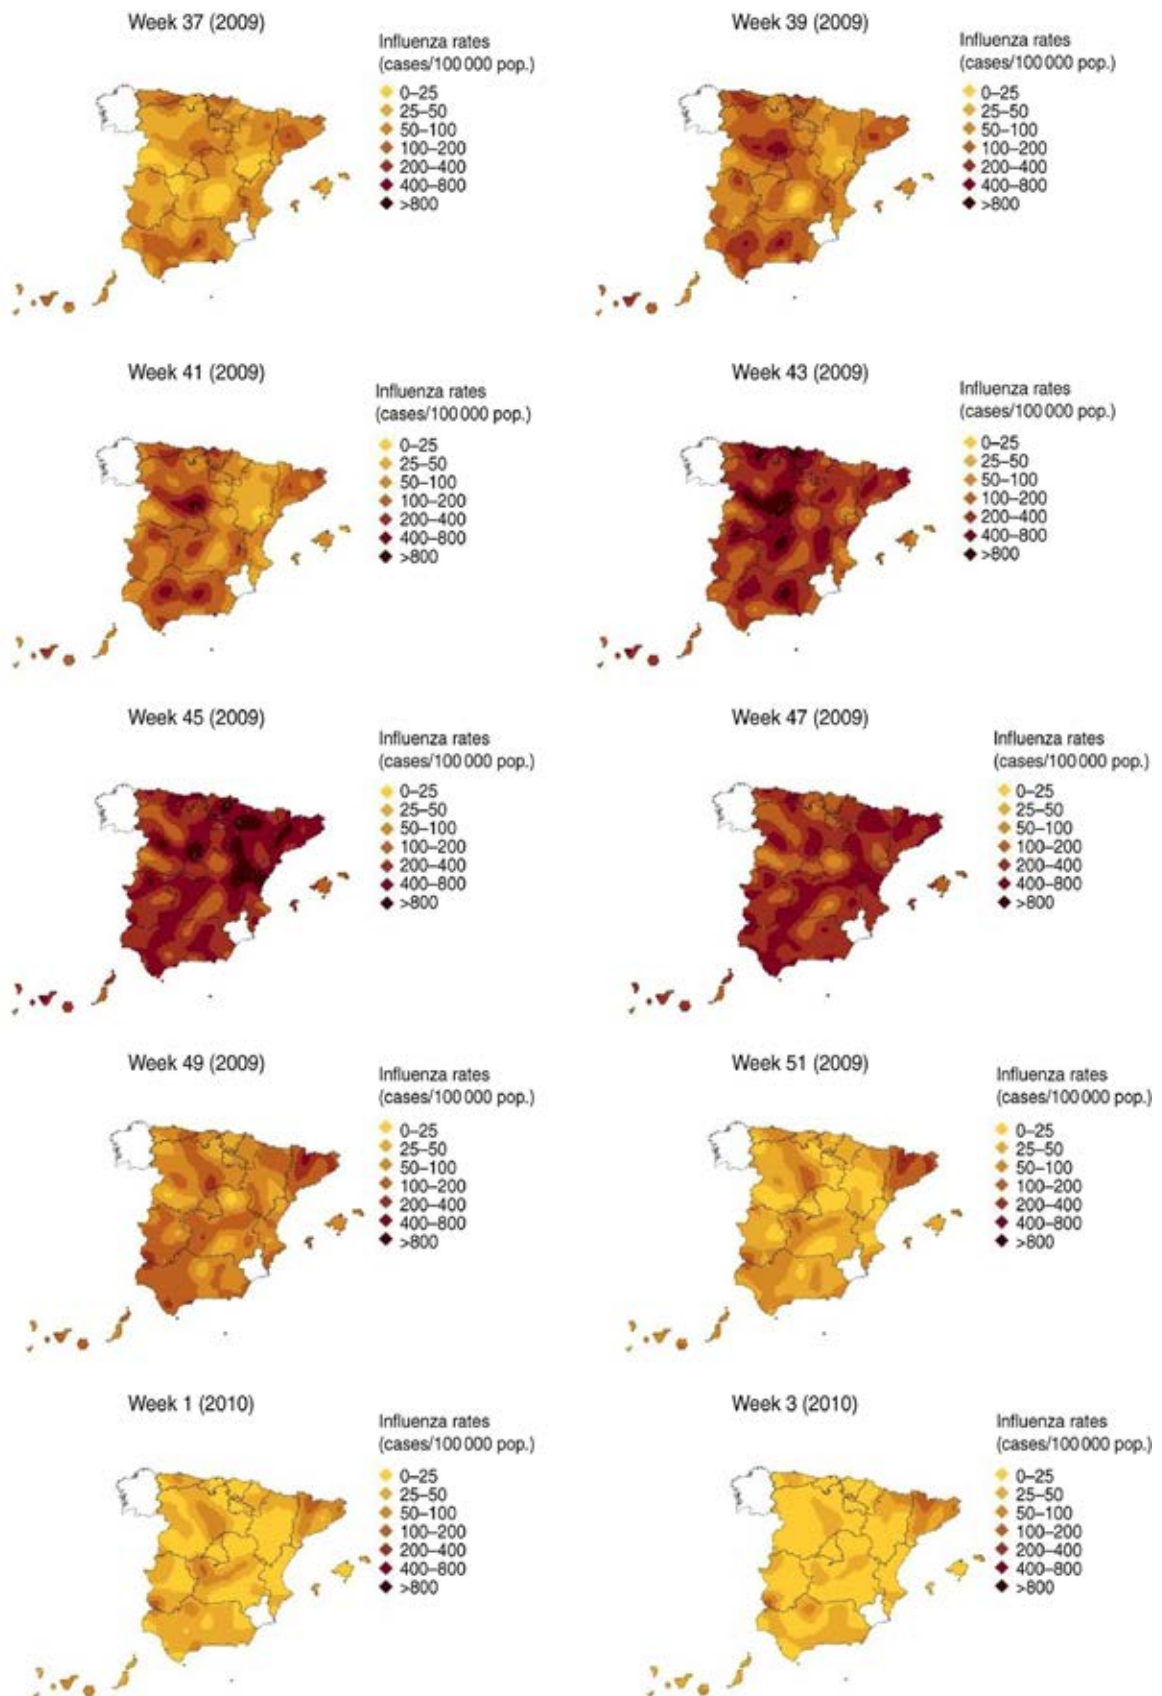 Week 37 (2009)
Influenza rates
(cases/100 000 pop.)
0–25
25–50
50–100
100–200
200–400
400–800
>800
Week 39 (2009)
Influenza rates
(cases/100 000 pop.)
0–25
25–50
50–100
100–200
200–400
400–800
>800
Week 41 (2009)
Influenza rates
(cases/100 000 pop.)
0–25
25–50
50–100
100–200
200–400
400–800
>800
Week 43 (2009)
Influenza rates
(cases/100 000 pop.)
0–25
25–50
50–100
100–200
200–400
400–800
>800
Week 45 (2009)
Influenza rates
(cases/100 000 pop.)
0–25
25–50
50–100
100–200
200–400
400–800
>800
Week 47 (2009)
Influenza rates
(cases/100 000 pop.)
0–25
25–50
50–100
100–200
200–400
400–800
>800
Week 49 (2009)
Influenza rates
(cases/100 000 pop.)
0–25
25–50
50–100
100–200
200–400
400–800
>800
Week 51 (2009)
Influenza rates
(cases/100 000 pop.)
0–25
25–50
50–100
100–200
200–400
400–800
>800
Week 1 (2010)
Influenza rates
(cases/100 000 pop.)
0–25
25–50
50–100
100–200
200–400
400–800
>800
Week 3 (2010)
Influenza rates
(cases/100 000 pop.)
0–25
25–50
50–100
100–200
200–400
400–800
>800